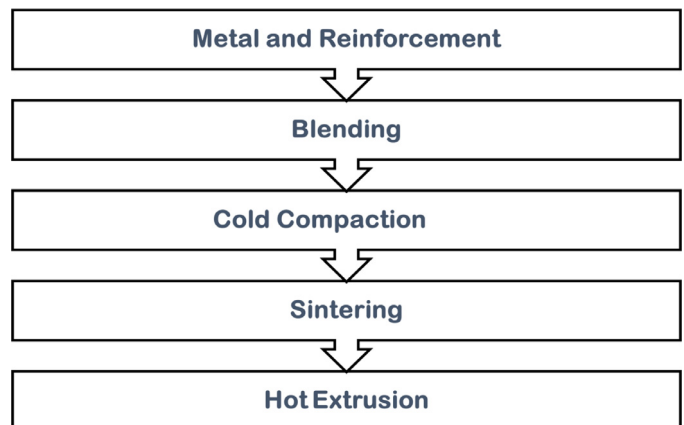 Metal and Reinforcement
Blending
Cold Compaction
Sintering
Hot Extrusion